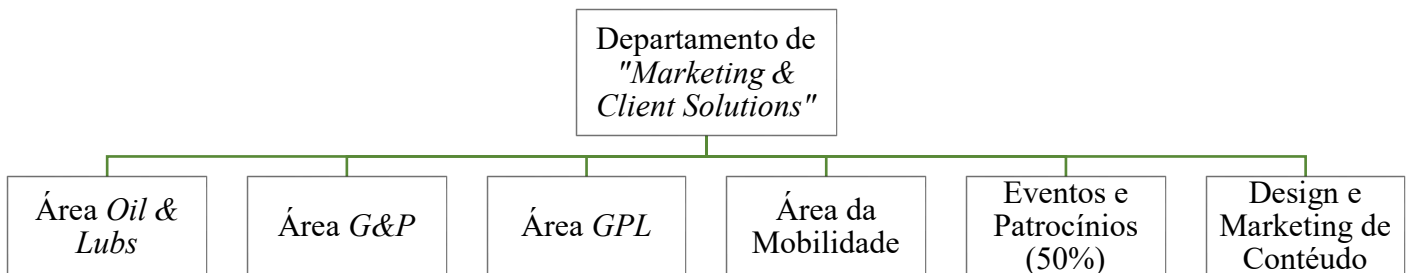 Departamento de
"Marketing &
Client Solutions"
Área Oil &
Lubs
Área G&P
Área GPL
Área da
Mobilidade
Eventos e
Patrocínios
(50%)
Design e
Marketing de
Contéudo